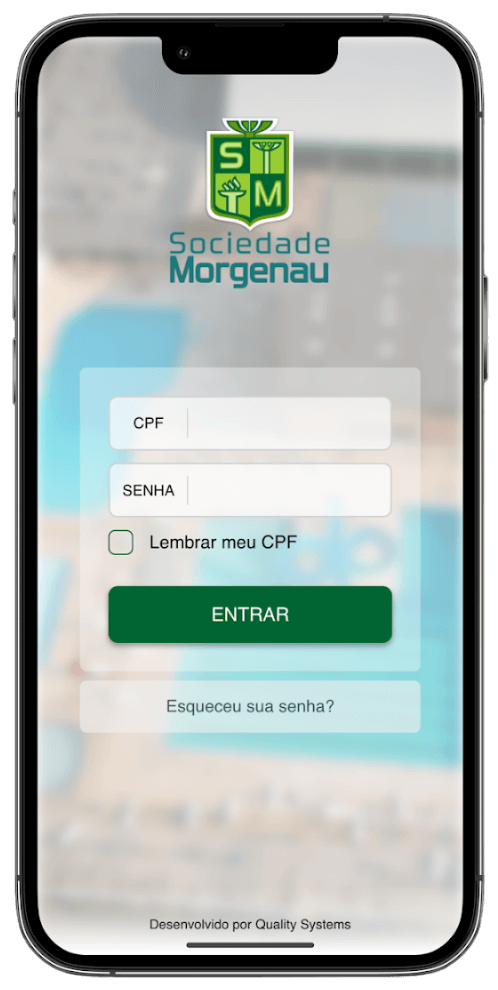 S
M
Sociedade
Morgenau
CPF
SENHA
Lembrar meu CPF
ENTRAR
Esqueceu sua senha?
Desenvolvido por Quality Systems